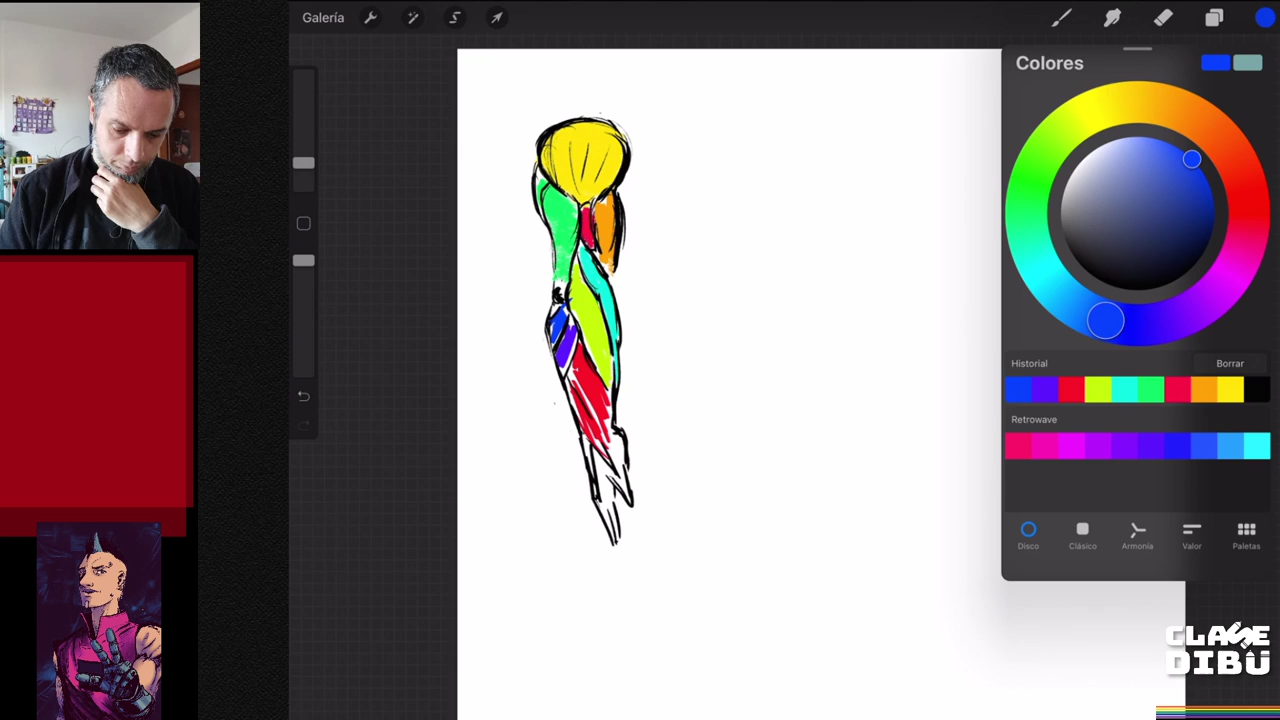 Galería
Colores
Historial
Borrar
Retrowave
Disco
Clásico
Armonía
Valor
Paletas
CLASE
DIBU